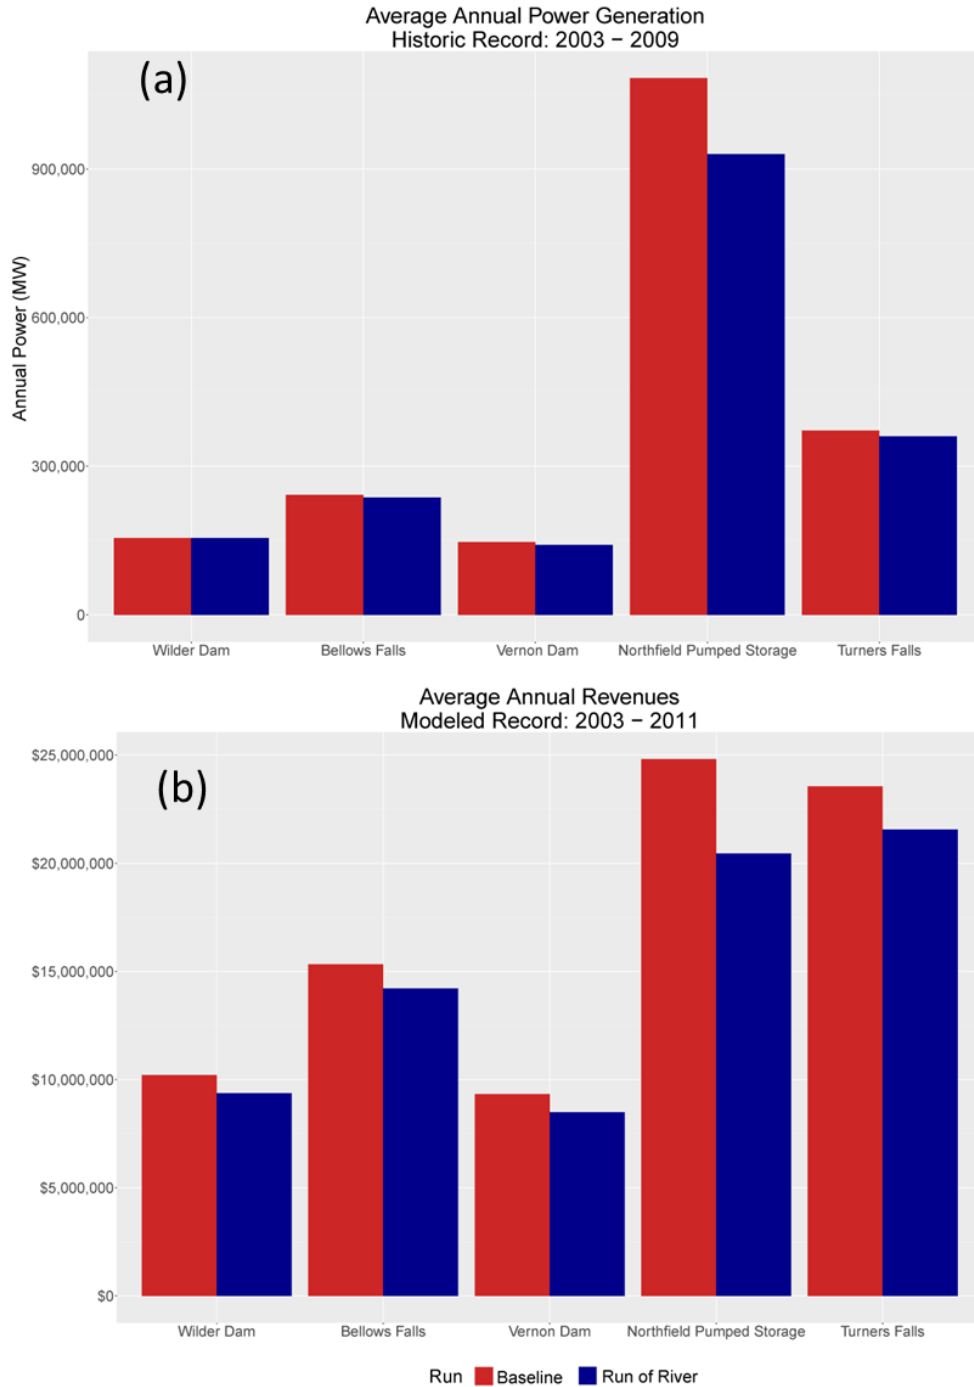 Average Annual Power Generation
Historic Record: 2003 − 2009
(a)
Annual Power (MW)
900,000
600,000
300,000
0
Wilder Dam Bellows Falls Vernon Dam Northfield Pumped Storage Turners Falls
Average Annual Revenues
Modeled Record: 2003 − 2011
(b)
$25,000,000
$20,000,000
$15,000,000
$10,000,000
$5,000,000
$0
Wilder Dam Bellows Falls Vernon Dam Northfield Pumped Storage Turners Falls
Run Baseline Run of River